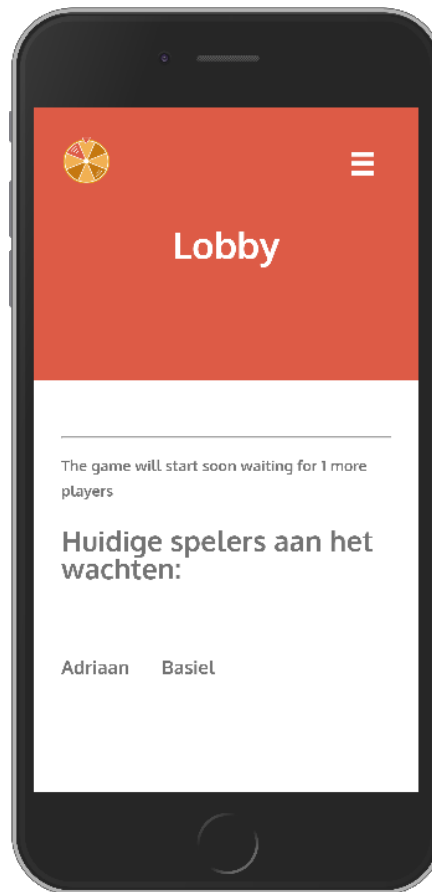 Lobby
The game will start soon waiting for 1 more
players
Huidige spelers aan het
wachten:
Adriaan Basiel